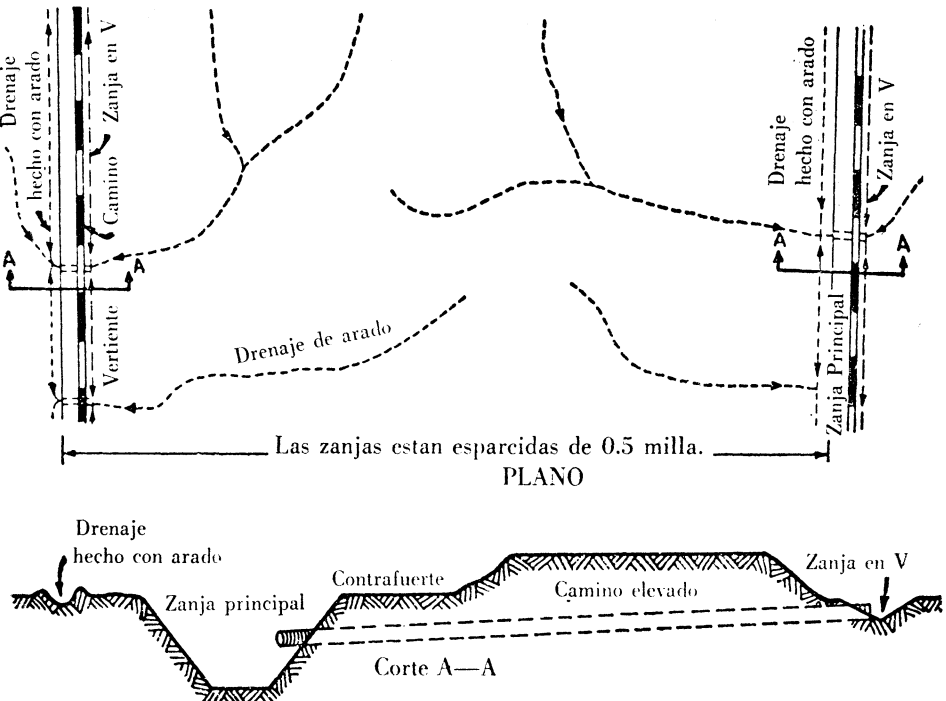 Drenaje
hecho con arado
Zanja en V
Camino
A
A
Vertiente
Drenaje de arado
Drenaje
hecho con arado
Zanja en V
A
A
Zanja Principal
Las zanjas estan esparcidas de 0.5 milla.
PLANO
Drenaje
hecho con arado
Zanja principal
Contrafuerte
Camino elevado
Zanja en V
Corte A—A